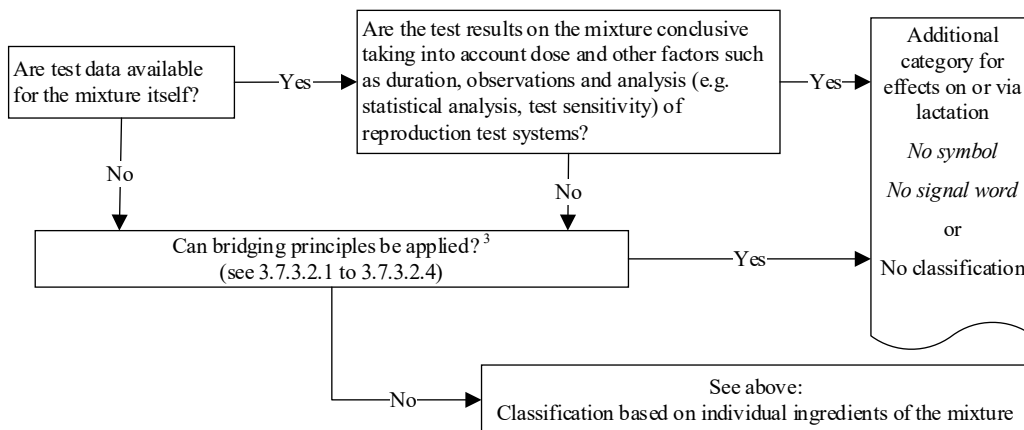 Are test data available
for the mixture itself?
Yes
Are the test results on the mixture conclusive
taking into account dose and other factors such
as duration, observations and analysis (e.g.
statistical analysis, test sensitivity) of
reproduction test systems?
Yes
Additional
category for
effects on or via
lactation
No symbol
No signal word
or
No classification
No
No
Can bridging principles be applied? 3
(see 3.7.3.2.1 to 3.7.3.2.4)
Yes
No
See above:
Classification based on individual ingredients of the mixture